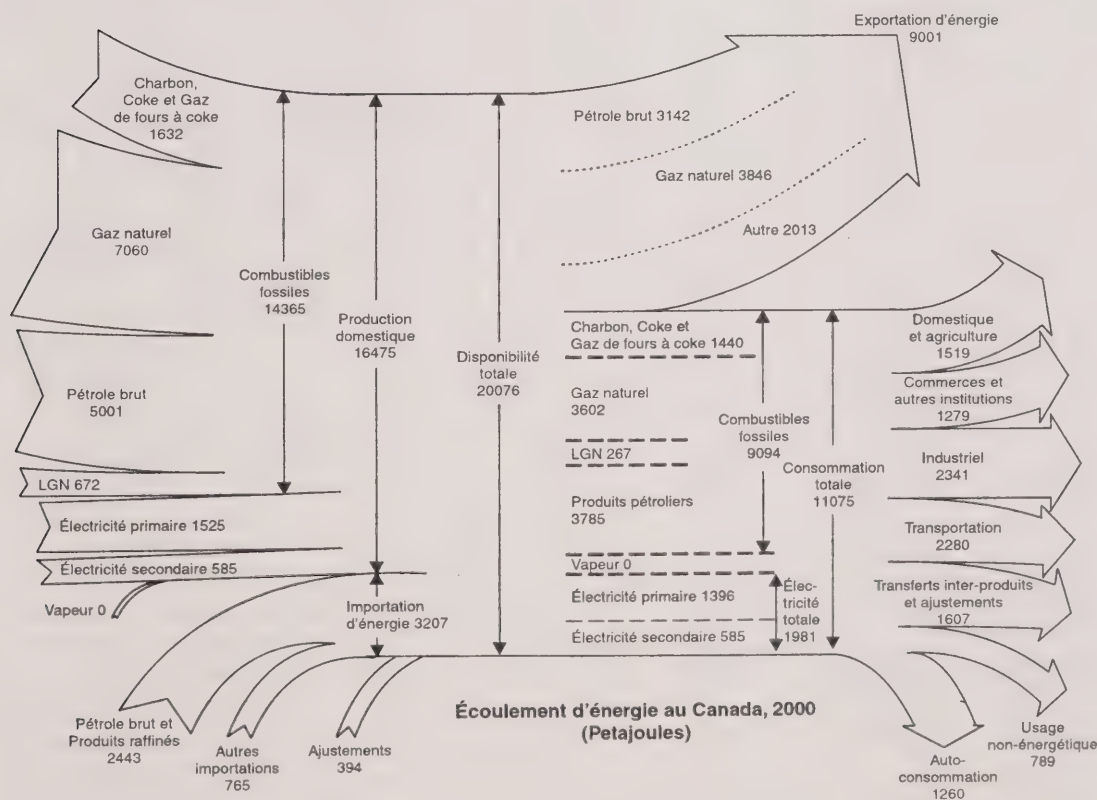 Exportation d'énergie
9001
Charbon,
Coke et Gaz
de fours à coke
1632
Pétrole brut 3142
Gaz naturel 3846
Autre 2013
Gaz naturel
7060
Combustibles
fossiles
14365
Production
domestique
16475
Disponibilité
totale
20076
Charbon, Coke et
Gaz de fours à coke 1440
Gaz naturel
3602
LGN 267
Produits pétroliers
3785
Vapeur 0
Électricité primaire 1396
Électricité secondaire 585
Combustibles
fossiles
9094
Consommation
totale
11075
Élec-
tricité
totale
1981
Domestique
et agriculture
1519
Commerces et
autres institutions
1279
Industriel
2341
Transportation
2280
Transferts inter-produits
et ajustements
1607
Pétrole brut
5001
LGN 672
Électricité primaire 1525
Électricité secondaire 585
Vapeur 0
Importation
d'énergie 3207
Pétrole brut et
Produits raffinés
2443
Autres
importations
765
Ajustements
394
Écoulement d'énergie au Canada, 2000
(Petajoules)
Usage
non-énergétique
789
Auto-
consommation
1260